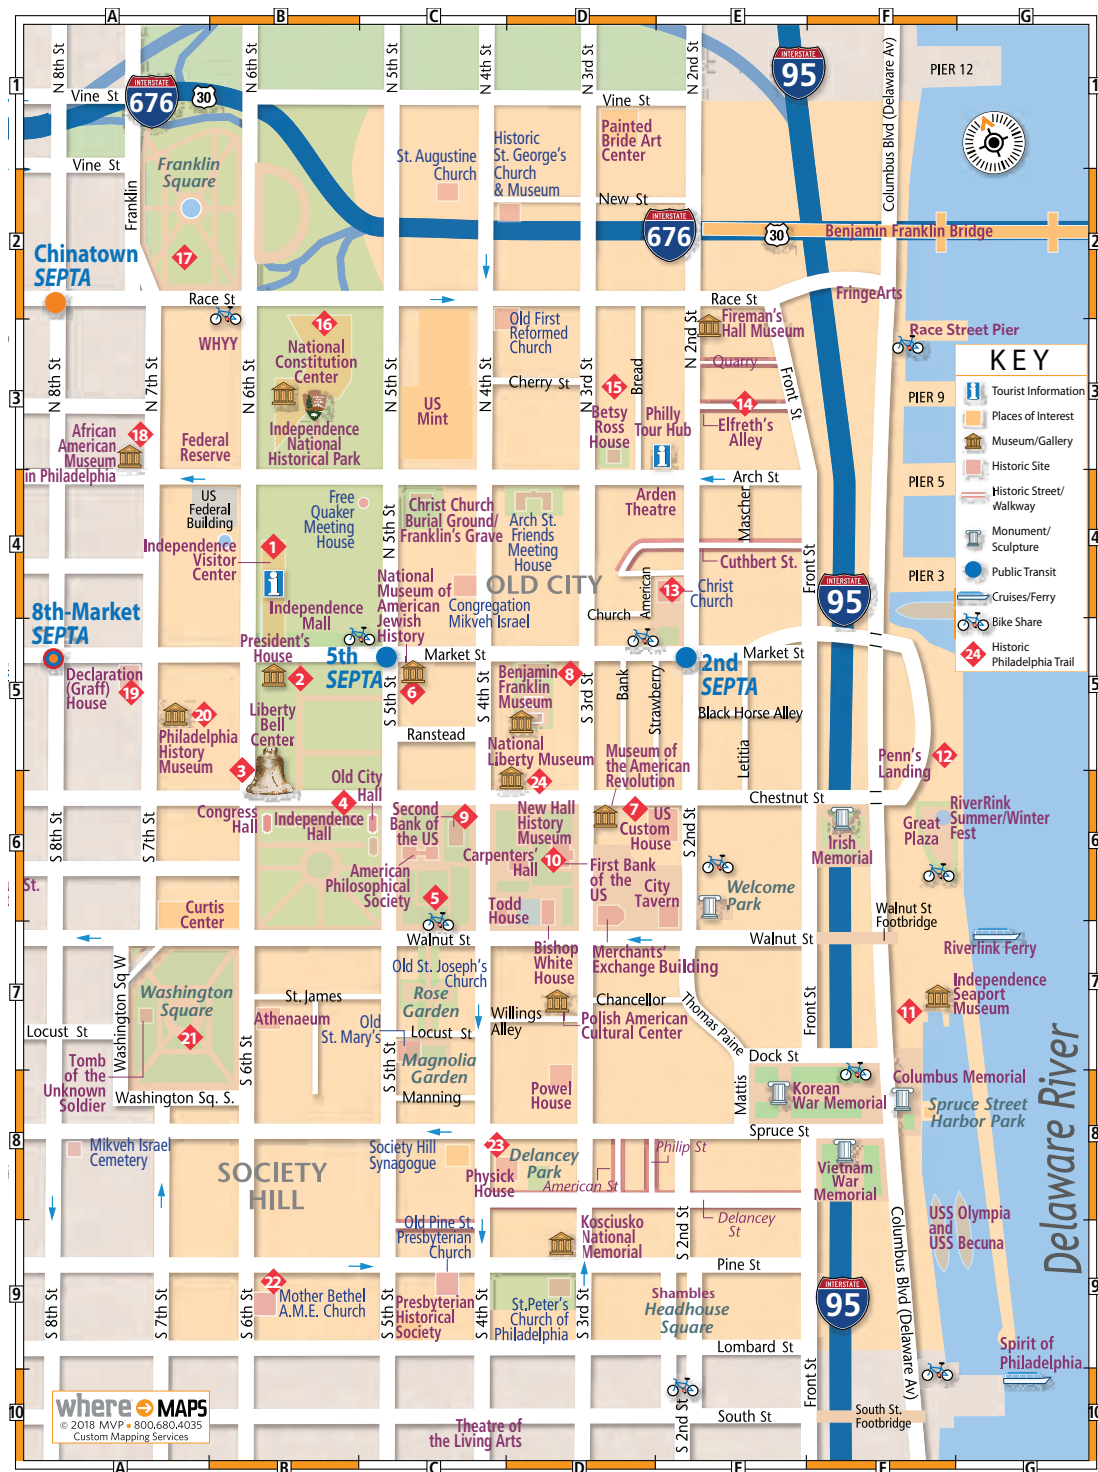 A
B
C
D
E
F
G
N 8th St
N 6th St
N 5th St
N 4th St
N 3rd St
N 2nd St
Columbus Blvd (Delaware Av)
PIER 12
INTERSTATE
95
1
1
Vine St
INTERSTATE
676
30
Vine St
Painted
Bride Art
Center
Historic
St. George's
Church
& Museum
St. Augustine
Church
Vine St
Franklin
Square
Franklin
New St
17
2
2
INTERSTATE
676
30
Benjamin Franklin Bridge
Chinatown
SEPTA
Race St
Race St
FringeArts
WHYY
16
National
Constitution
Center
Old First
Reformed
Church
Fireman's
Hall Museum
Race Street Pier
N 2nd St
Quarry
Front St
N 8th St
N 7th St
N 6th St
N 5th St
N 4th St
N 3rd St
Cherry St
Bread
15
14
3
3
PIER 9
KEY
Tourist Information
Places of Interest
Museum/Gallery
Historic Site
Historic Street/
Walkway
Monument/
Sculpture
Public Transit
Cruises/Ferry
Bike Share
24
Historic
Philadelphia Trail
US
Mint
Betsy
Ross
House
Philly
Tour Hub
Elfreth's
Alley
African
American
Museum
in Philadelphia
18
Federal
Reserve
Independence
National
Historical Park
Arch St
PIER 5
US
Federal
Building
Free
Quaker
Meeting
House
N 5th St
Christ Church
Burial Ground/
Franklin's Grave
Arch St.
Friends
Meeting
House
Arden
Theatre
Mascher
4
4
Independence
Visitor
Center
1
Cuthbert St.
Front St
PIER 3
National
Museum of
American
Jewish
History
OLD CITY
Congregation
Mikveh Israel
American
13
Christ
Church
INTERSTATE
95
8th-Market
SEPTA
Independence
Mall
Church
President's
House
5th
SEPTA
Market St
Market St
2nd
SEPTA
Declaration
(Graff)
House
19
2
6
Benjamin
Franklin
Museum
8
Bank
Strawberry
5
5
20
Philadelphia
History
Museum
Liberty
Bell
Center
S 5th St
S 4th St
S 3rd St
Black Horse Alley
Ranstead
Letitia
3
National
Liberty Museum
24
Museum of
the American
Revolution
Penn's
Landing
12
Old City
Hall
Chestnut St
Congress
Hall
4
Independence
Hall
Second
Bank of
the US
9
New Hall
History
Museum
7
US
Custom
House
RiverRink
Summer/Winter
Fest
Great
Plaza
Irish
Memorial
6
6
S 8th St
S 7th St
S 2nd St
American
Philosophical
Society
Carpenters'
Hall
10
First Bank
of the
US
City
Tavern
Welcome
Park
St.
Curtis
Center
5
Todd
House
Walnut St
Footbridge
Walnut St
Bishop
White
House
Merchants'
Exchange Building
Walnut St
Riverlink Ferry
Washington Sq W
Washington
Square
Old St. Joseph's
Church
Rose
Garden
Independence
Seaport
Museum
11
7
7
St. James
Athenaeum
Old
St. Mary's
Willings
Alley
Chancellor
Polish American
Cultural Center
Thomas Paine
Front St
Locust St
21
Locust St
Dock St
Tomb
of the
Unknown
Soldier
S 6th St
S 5th St
Magnolia
Garden
Manning
Powel
House
Mattis
Korean
War Memorial
Columbus Memorial
Spruce Street
Harbor Park
Delaware River
Washington Sq. S.
Spruce St
8
8
Mikveh Israel
Cemetery
SOCIETY
HILL
Society Hill
Synagogue
23
Physick
House
Delancey
Park
American St
Philip St
Vietnam
War
Memorial
Delancey
St
Old Pine St.
Presbyterian
Church
Kosciusko
National
Memorial
S 2nd St
Columbus Blvd (Delaware Av)
USS Olympia
and
USS Becuna
Pine St
22
Mother Bethel
A.M.E. Church
9
9
S 8th St
S 7th St
S 6th St
S 5th St
Presbyterian
Historical
Society
S 4th St
St.Peter's
Church of
Philadelphia
S 3rd St
Shambles
Headhouse
Square
INTERSTATE
95
Lombard St
Spirit of
Philadelphia
Front St
where MAPS
© 2018 MVP • 800.680.4035
Custom Mapping Services
10
10
Theatre of
the Living Arts
S 2nd St
South St
South St.
Footbridge
A
B
C
D
E
F
G